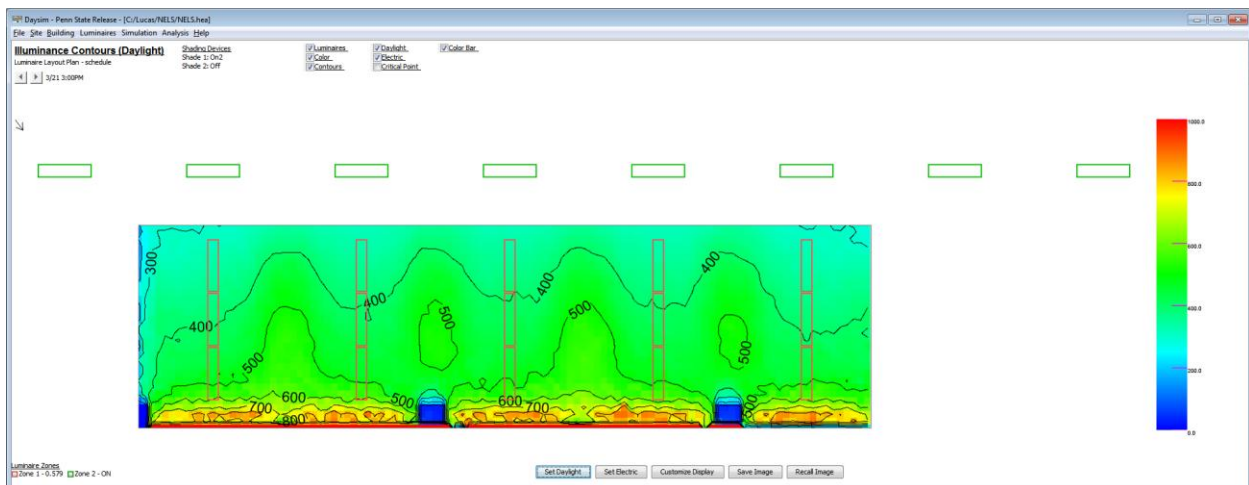 Daysim - Penn State Release - [C:/Lucas/NELS/NELS.hea]
File Site Building Luminaires Simulation Analysis Help
Illuminance Contours (Daylight)
Luminaire Layout Plan - schedule
3/21 3:00PM
Shading Devices
Shade 1: On2
Shade 2: Off
Luminaires Daylight Color Bar
Color Electric
Contours Critical Point
1000.0
800.0
600.0
400.0
200.0
0.0
300
400
400
400
400
400
500
500
500
500
500
500
500
600
600
700
700
800
Luminaire Zones
Zone 1 - 0.579 Zone 2 - ON
Set Daylight Set Electric Customize Display Save Image Recall Image